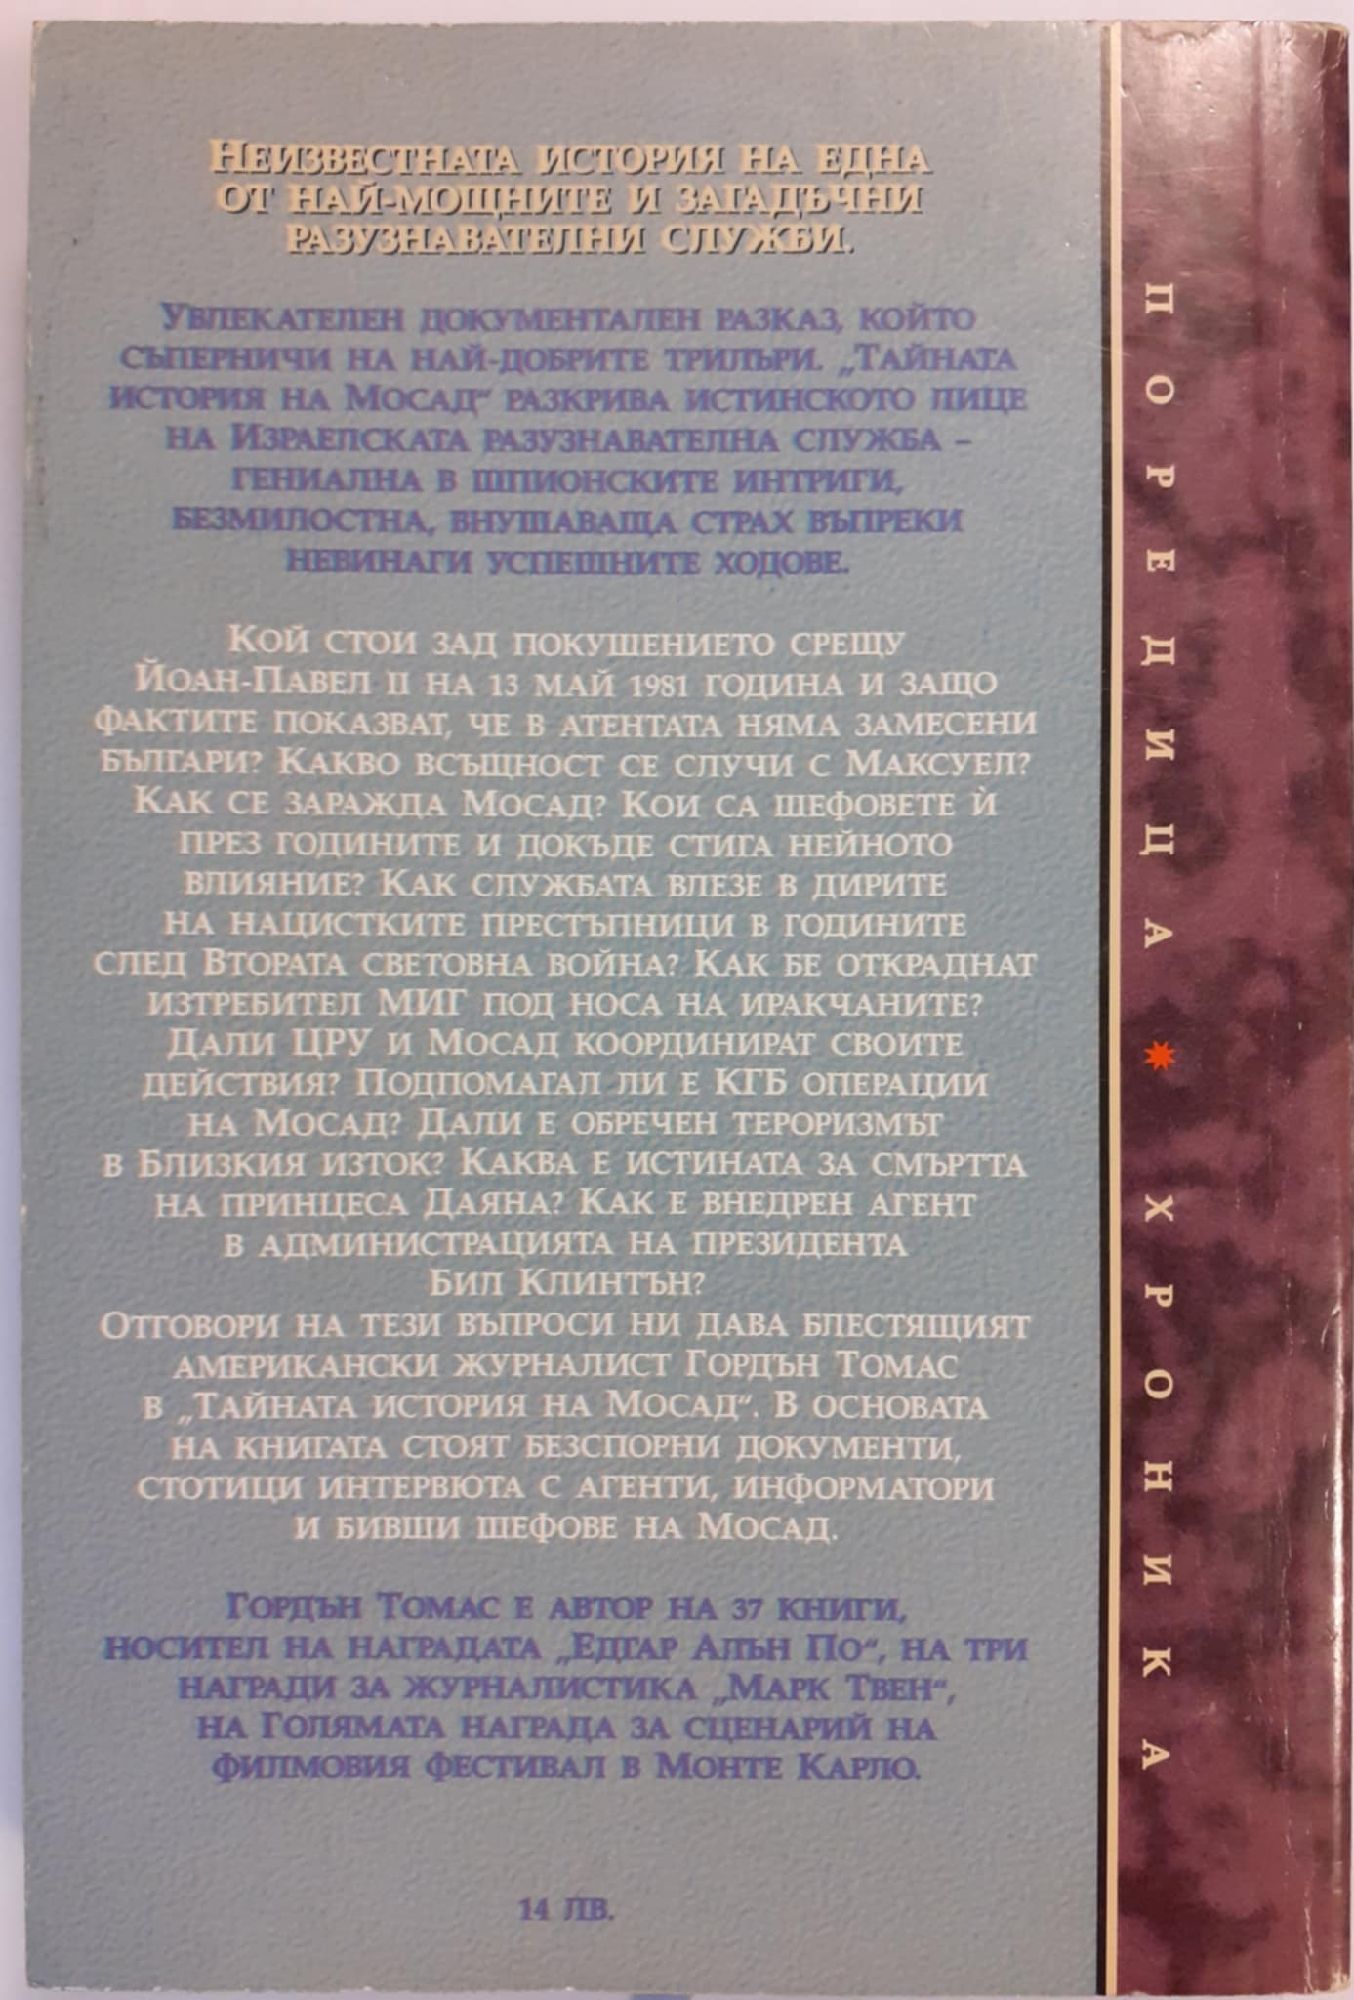 Неизвестната история на една
от най-мощните и загадъчни
разузнавателни служби.
Увлекателен документален разказ, който
съперничи на най-добрите трилъри. „Тайната
история на Мосад“ разкрива истинското лице
на Израелската разузнавателна служба –
гениална в шпионските интриги,
безмилостна, внушаваща страх въпреки
невинаги успешните ходове.
Кой стои зад покушението срещу
Йоан-Павел II на 13 май 1981 година и защо
фактите показват, че в атентата няма замесени
българи? Какво всъщност се случи с Максуел?
Как се заражда Мосад? Кои са шефовете ѝ
през годините и докъде стига нейното
влияние? Как службата влезе в дирите
на нацистките престъпници в годините
след Втората световна война? Как бе откраднат
изтребител МИГ под носа на иракчаните?
Дали ЦРУ и Мосад координират своите
действия? Подпомагал ли е КГБ операции
на Мосад? Дали е обречен тероризмът
в Близкия изток? Каква е истината за смъртта
на принцеса Даяна? Как е внедрен агент
в администрацията на президента
Бил Клинтън?
Отговори на тези въпроси ни дава блестящият
американски журналист Гордън Томас
в „Тайната история на Мосад“. В основата
на книгата стоят безспорни документи,
стотици интервюта с агенти, информатори
и бивши шефове на Мосад.
Гордън Томас е автор на 37 книги,
носител на наградата „Едгар Алън По“, на три
награди за журналистика „Марк Твен“,
на Голямата награда за сценарий на
филмовия фестивал в Монте Карло.
14 лв.
ПОРЕДИЦА ✷ ХРОНИКА